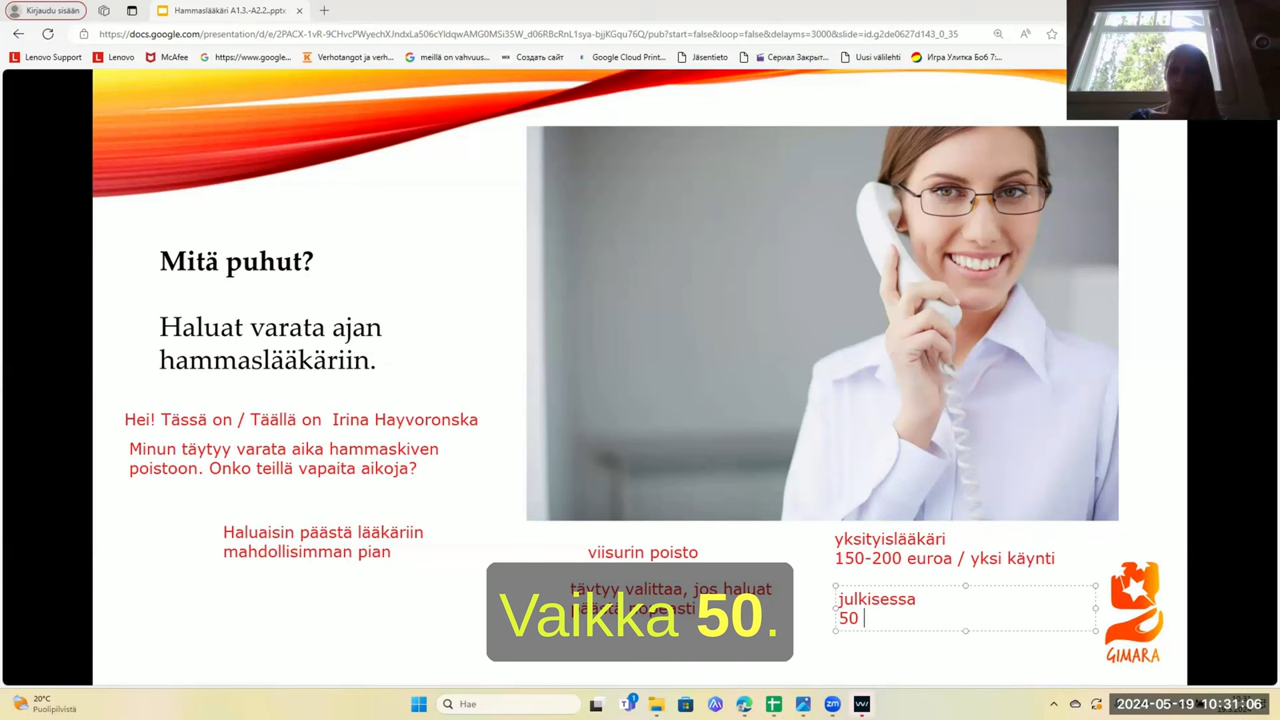 Kirjaudu sisään
Hammaslääkäri A1.3.-A2.2..pptx
https://docs.google.com/presentation/d/e/2PACX-1vR-9CHvcPWyechXJndxLa506cYldqwAMG0MSi35W_d06RBcRnL1sya-bjjKGqu76Q/pub?start=false&loop=false&delayms=3000&slide=id.g2de0627d143_0_35
Lenovo Support
Lenovo
McAfee
https://www.google...
Verhotangot ja verh...
meillä on vahvuus...
Создать сайт
Google Cloud Print...
Jäsentieto
Сериал Закрыт...
Uusi välilehti
Игра Улитка Боб 7:...
Mitä puhut?
Haluat varata ajan
hammaslääkäriin.
Hei! Tässä on / Täällä on Irina Hayvoronska
Minun täytyy varata aika hammaskiven
poistoon. Onko teillä vapaita aikoja?
Haluaisin päästä lääkäriin
mahdollisimman pian
viisurin poisto
täytyy valittaa, jos haluat
yksityislääkäri
150-200 euroa / yksi käynti
julkisessa
50
Vaikka 50.
GIMARA
20°C
Puolipilvistä
Hae
2024-05-19 10:31:06